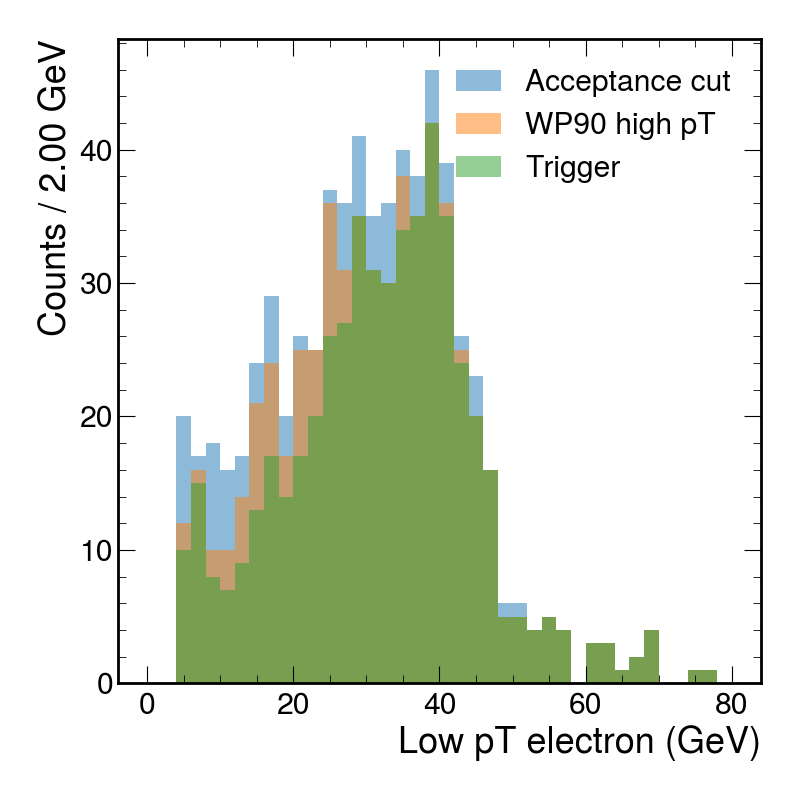 Counts / 2.00 GeV
40
30
20
10
0
Acceptance cut
WP90 high pT
Trigger
0 20 40 60 80
Low pT electron (GeV)